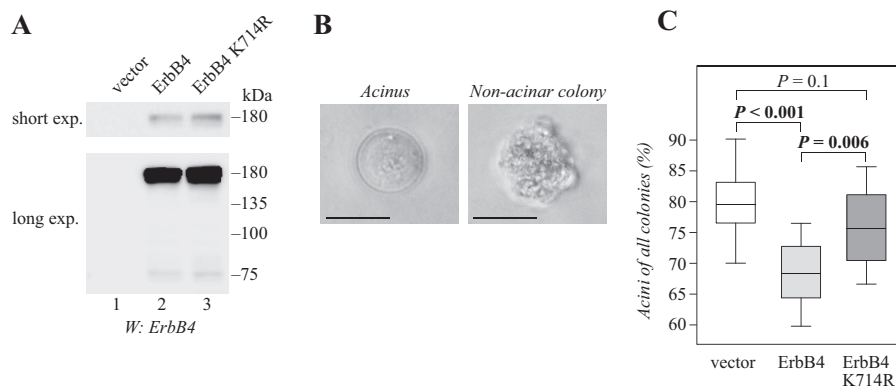 A
vector
ErbB4
ErbB4 K714R
kDa
short exp.
–180
long exp.
–180
–135
–100
–75
1 2 3
W: ErbB4
B
Acinus
Non-acinar colony
C
P = 0.1
P < 0.001
P = 0.006
Acini of all colonies (%)
90
85
80
75
70
65
60
vector
ErbB4
ErbB4
K714R